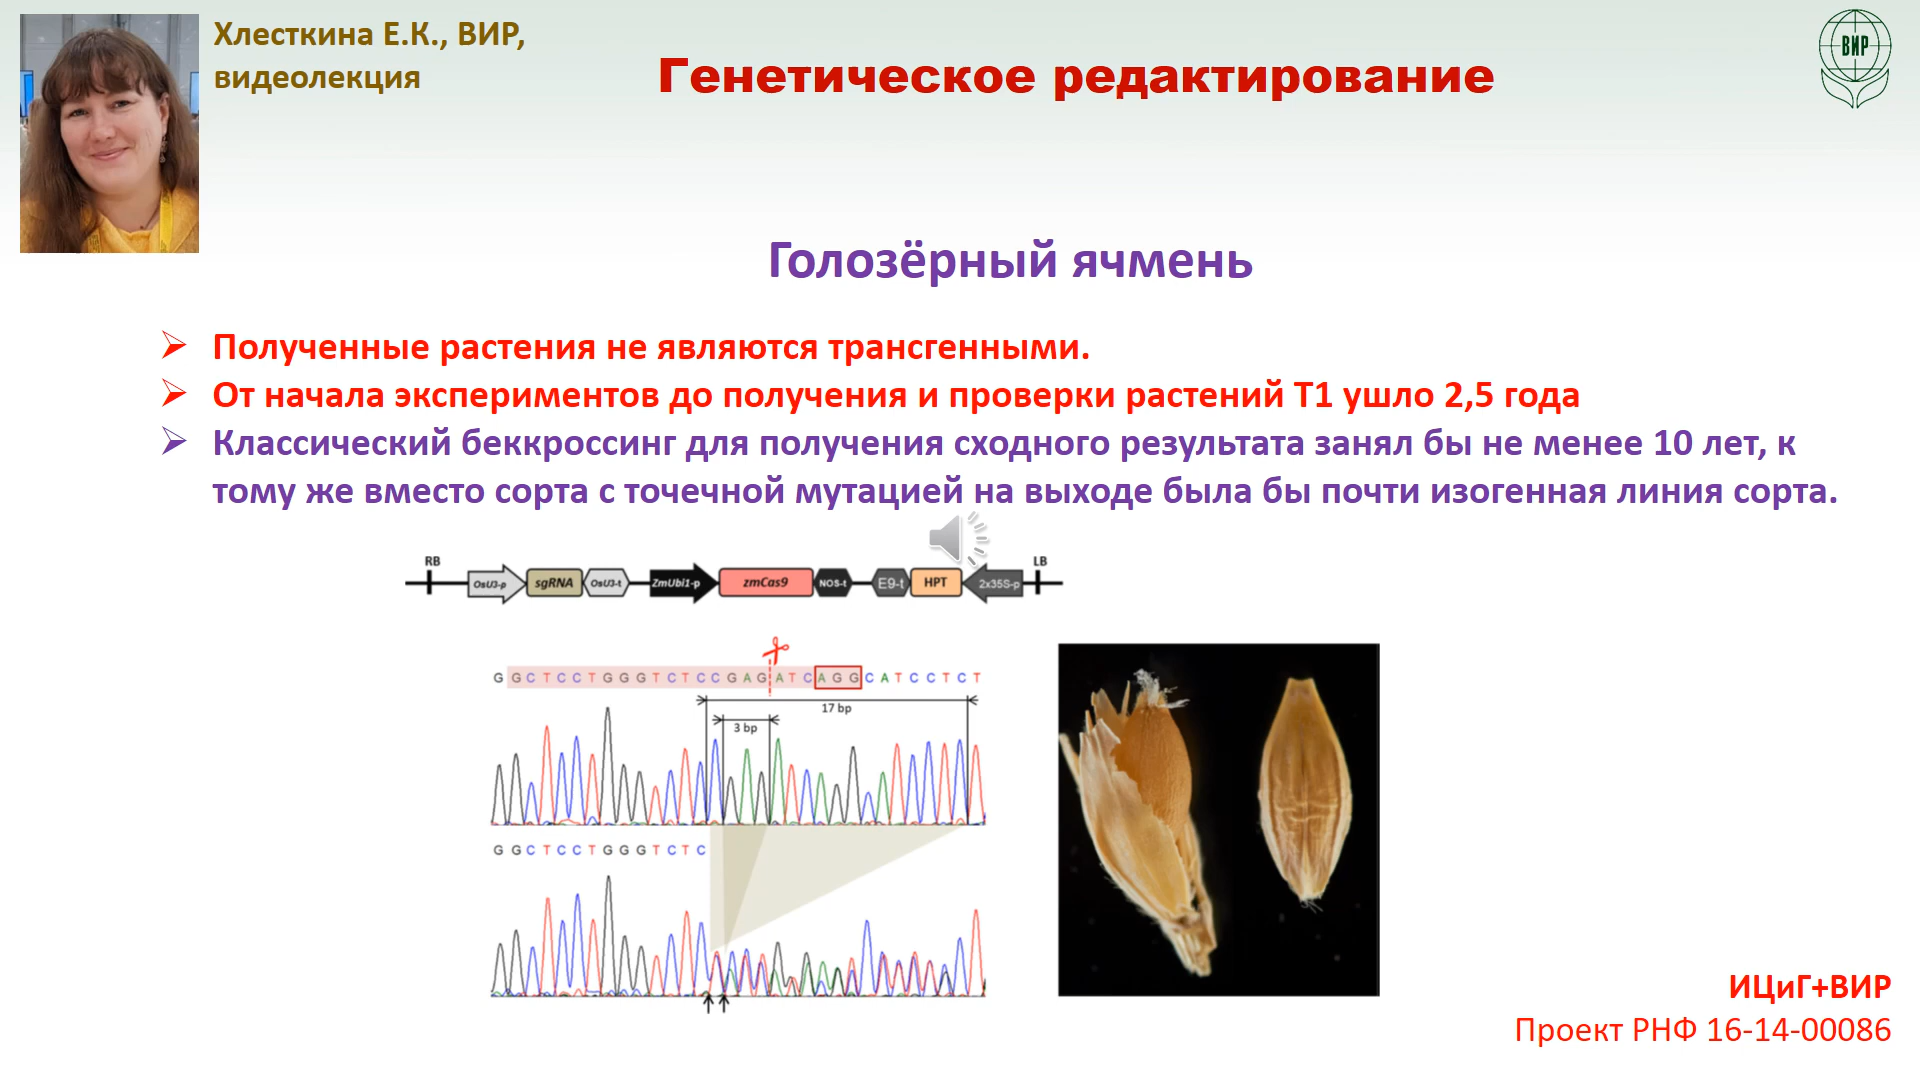 Хлесткина Е.К., ВИР,
видеолекция
Генетическое редактирование
ВИР
Голозёрный ячмень
Полученные растения не являются трансгенными.
От начала экспериментов до получения и проверки растений Т1 ушло 2,5 года
Классический беккроссинг для получения сходного результата занял бы не менее 10 лет, к
тому же вместо сорта с точечной мутацией на выходе была бы почти изогенная линия сорта.
RB LB
OsU3-p sgRNA OsU3-t ZmUbi1-p zmCas9 NOS-t E9-t HPT 2x35S-p
G G C T C C T G G G T C T C C G A G A T C A G G C A T C C T C T
17 bp
3 bp
G G C T C C T G G G T C T C
ИЦиГ+ВИР
Проект РНФ 16-14-00086